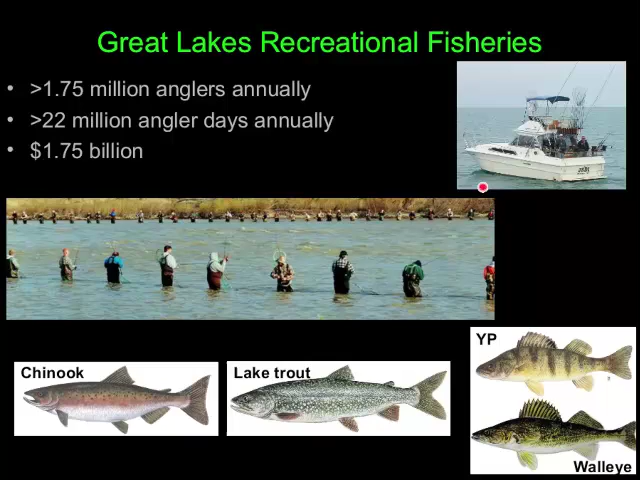 Great Lakes Recreational Fisheries
• >1.75 million anglers annually
• >22 million angler days annually
• $1.75 billion
Chinook
Lake trout
YP
Walleye